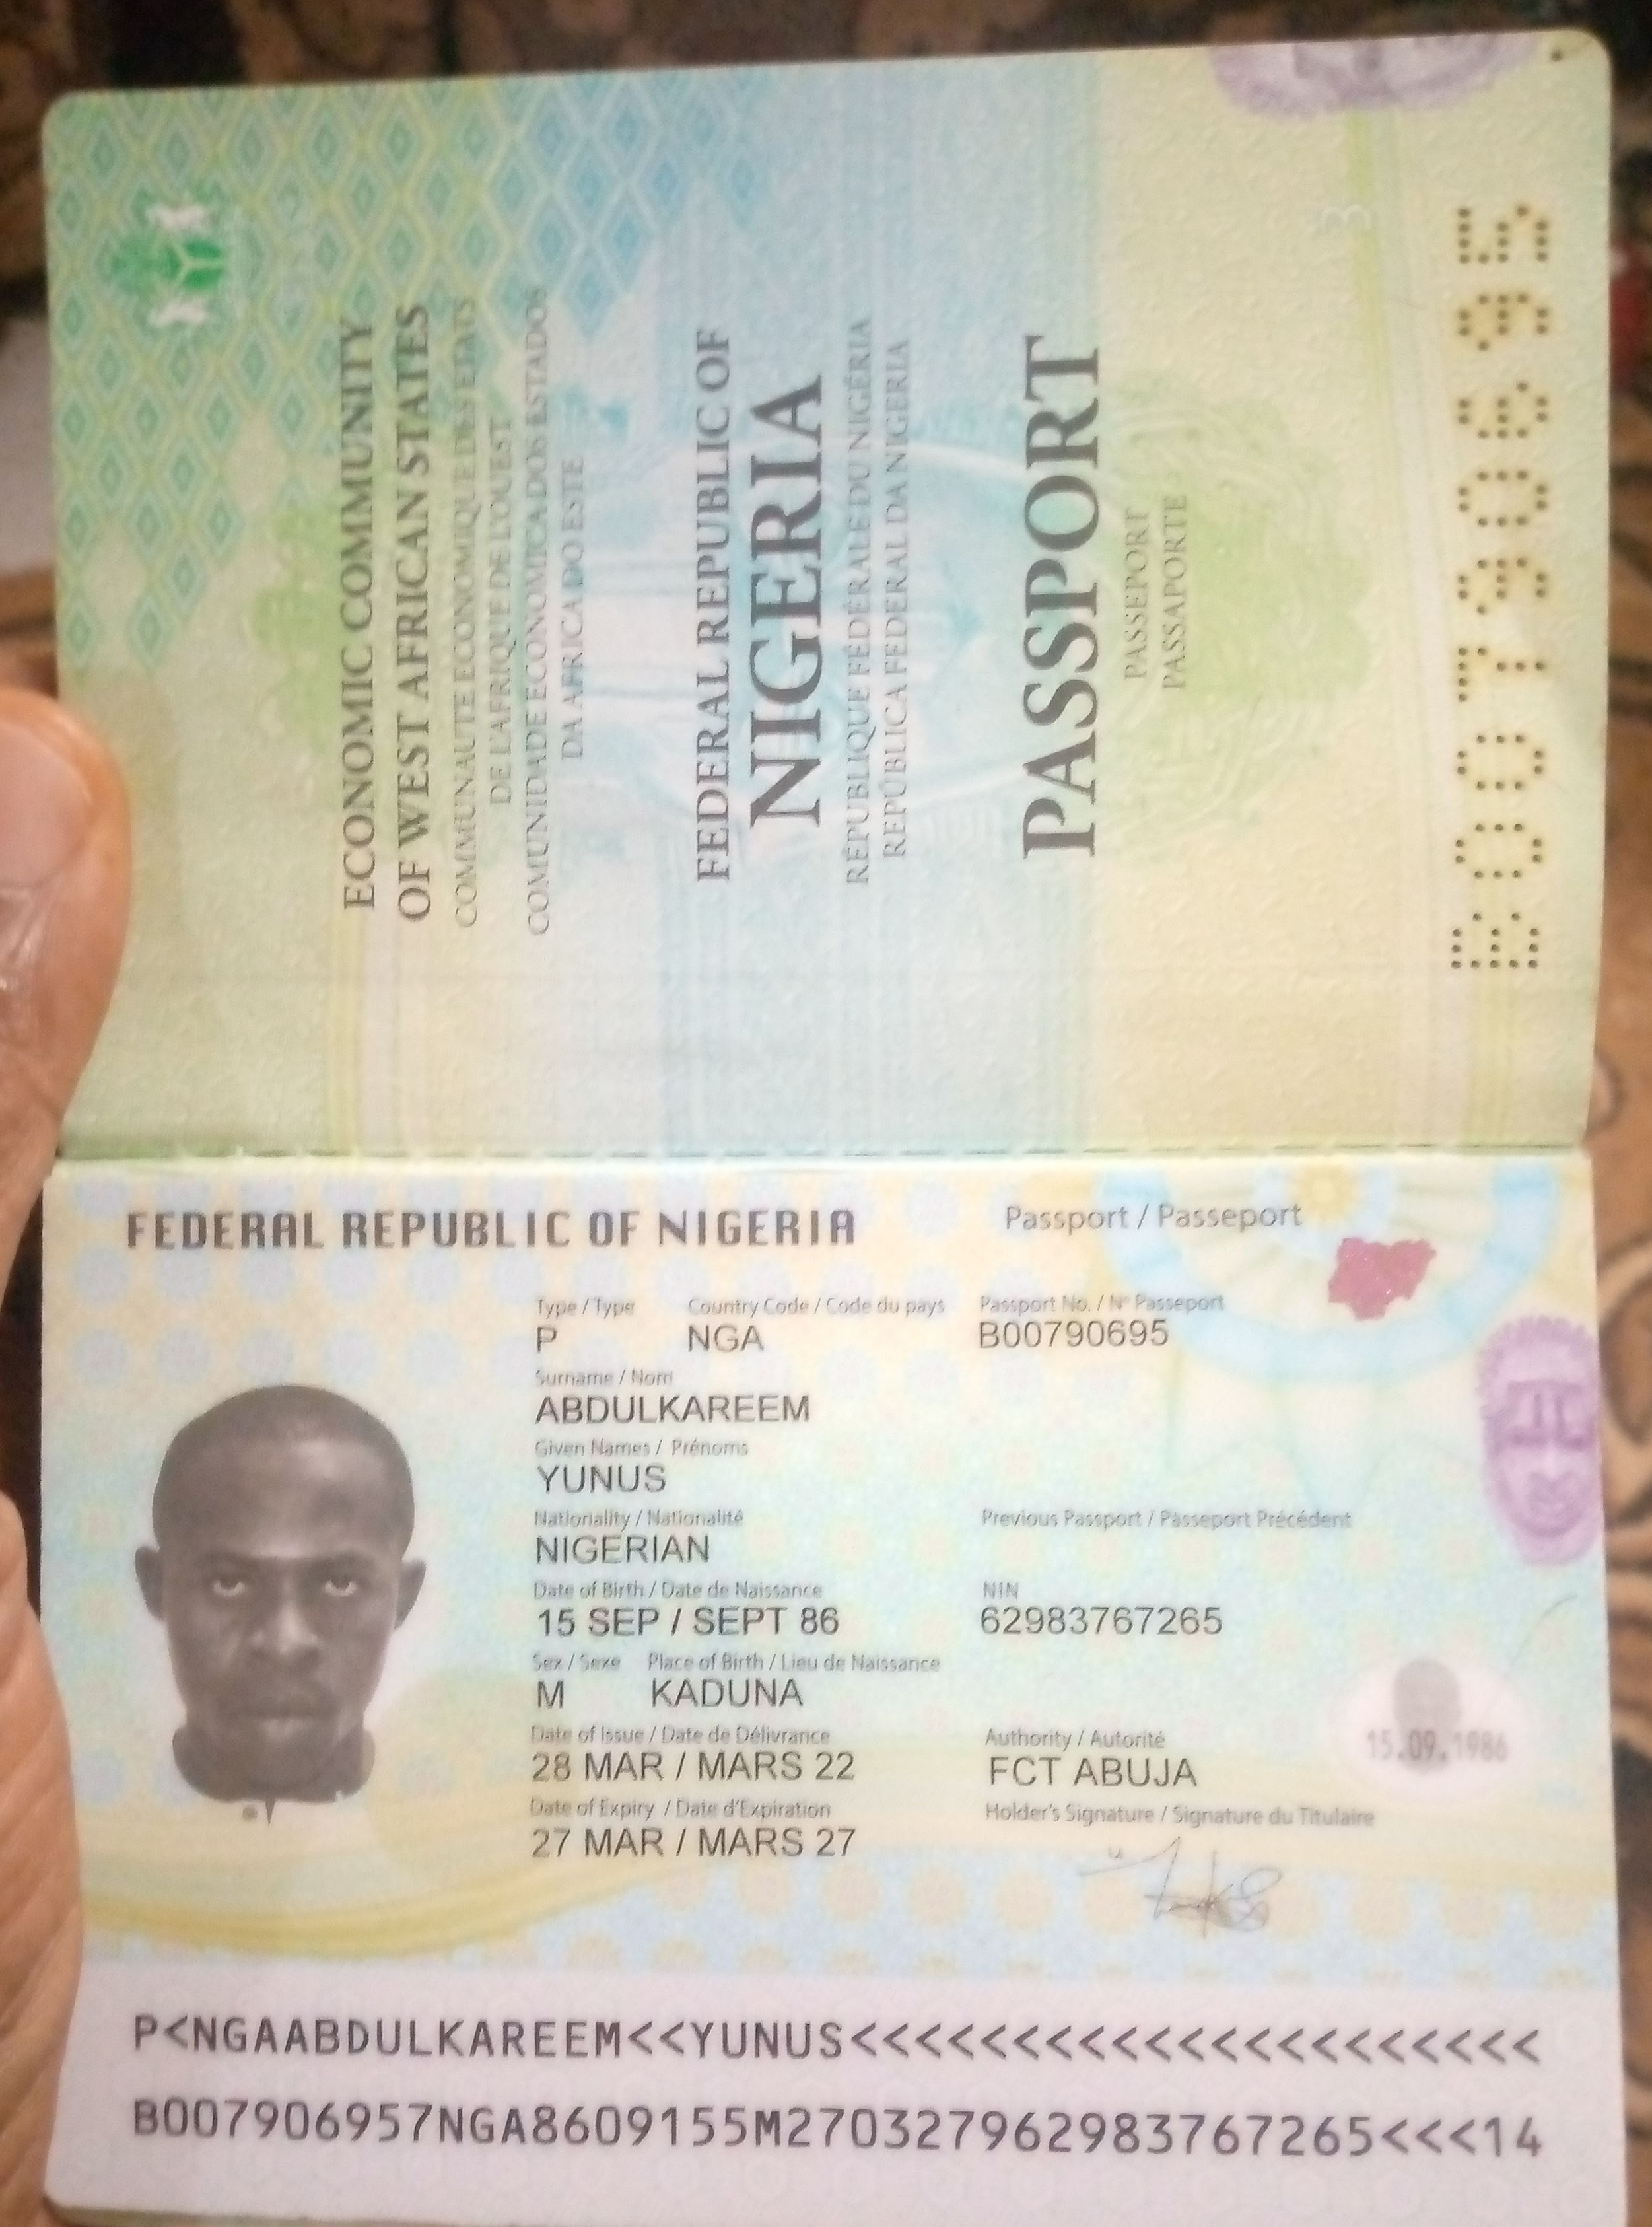 ECONOMIC COMMUNITY
OF WEST AFRICAN STATES
COMMUNAUTE ECONOMIQUE DES ETATS
DE L'AFRIQUE DE L'OUEST
COMUNIDADE ECONOMICA DOS ESTADOS
DA AFRICA DO ESTE
FEDERAL REPUBLIC OF
NIGERIA
RÉPUBLIQUE FÉDÉRALE DU NIGÉRIA
REPÚBLICA FEDERAL DA NIGERIA
PASSPORT
PASSEPORT
PASSAPORTE
3
B00790695
FEDERAL REPUBLIC OF NIGERIA
Passport / Passeport
Type / Type Country Code / Code du pays Passport No. / N° Passeport
P NGA B00790695
Surname / Nom
ABDULKAREEM
Given Names / Prénoms
YUNUS
Nationality / Nationalité Previous Passport / Passeport Précédent
NIGERIAN
Date of Birth / Date de Naissance NIN
15 SEP / SEPT 86 62983767265
Sex / Sexe Place of Birth / Lieu de Naissance
M KADUNA
Date of Issue / Date de Délivrance Authority / Autorité
15.09.1986
28 MAR / MARS 22 FCT ABUJA
Date of Expiry / Date d'Expiration Holder's Signature / Signature du Titulaire
27 MAR / MARS 27
P<NGAABDULKAREEM<<YUNUS<<<<<<<<<<<<<<<<<<<<<
B007906957NGA8609155M270327962983767265<<<14